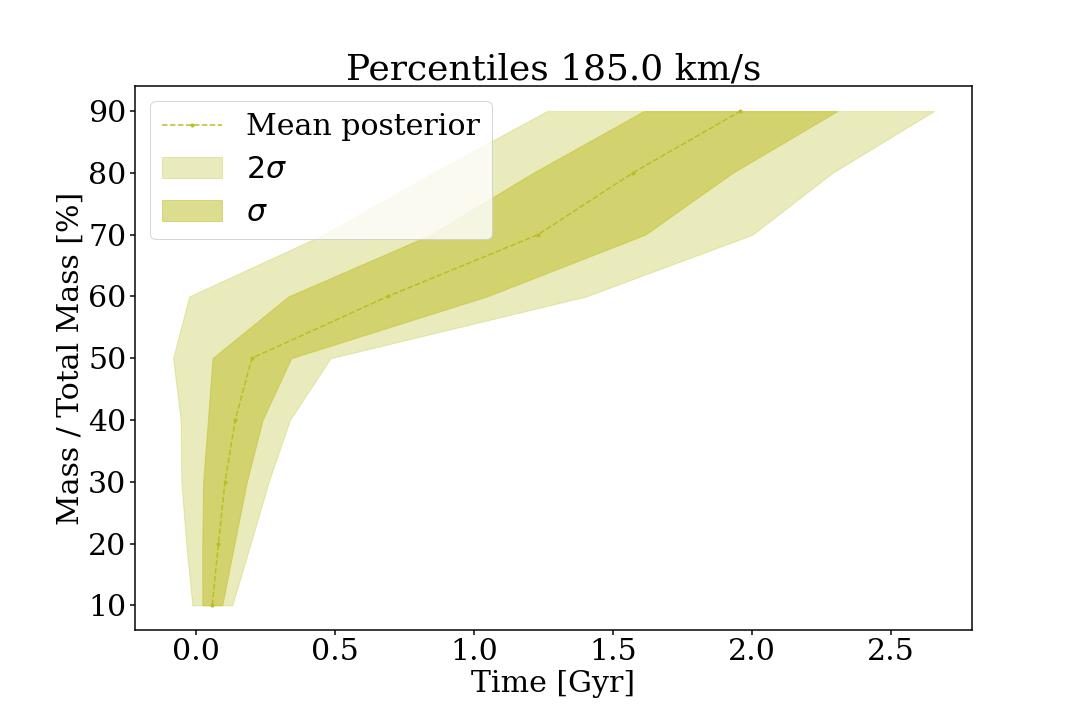 Percentiles 185.0 km/s
Mean posterior
2σ
σ
Mass / Total Mass [%]
90
80
70
60
50
40
30
20
10
0.0 0.5 1.0 1.5 2.0 2.5
Time [Gyr]